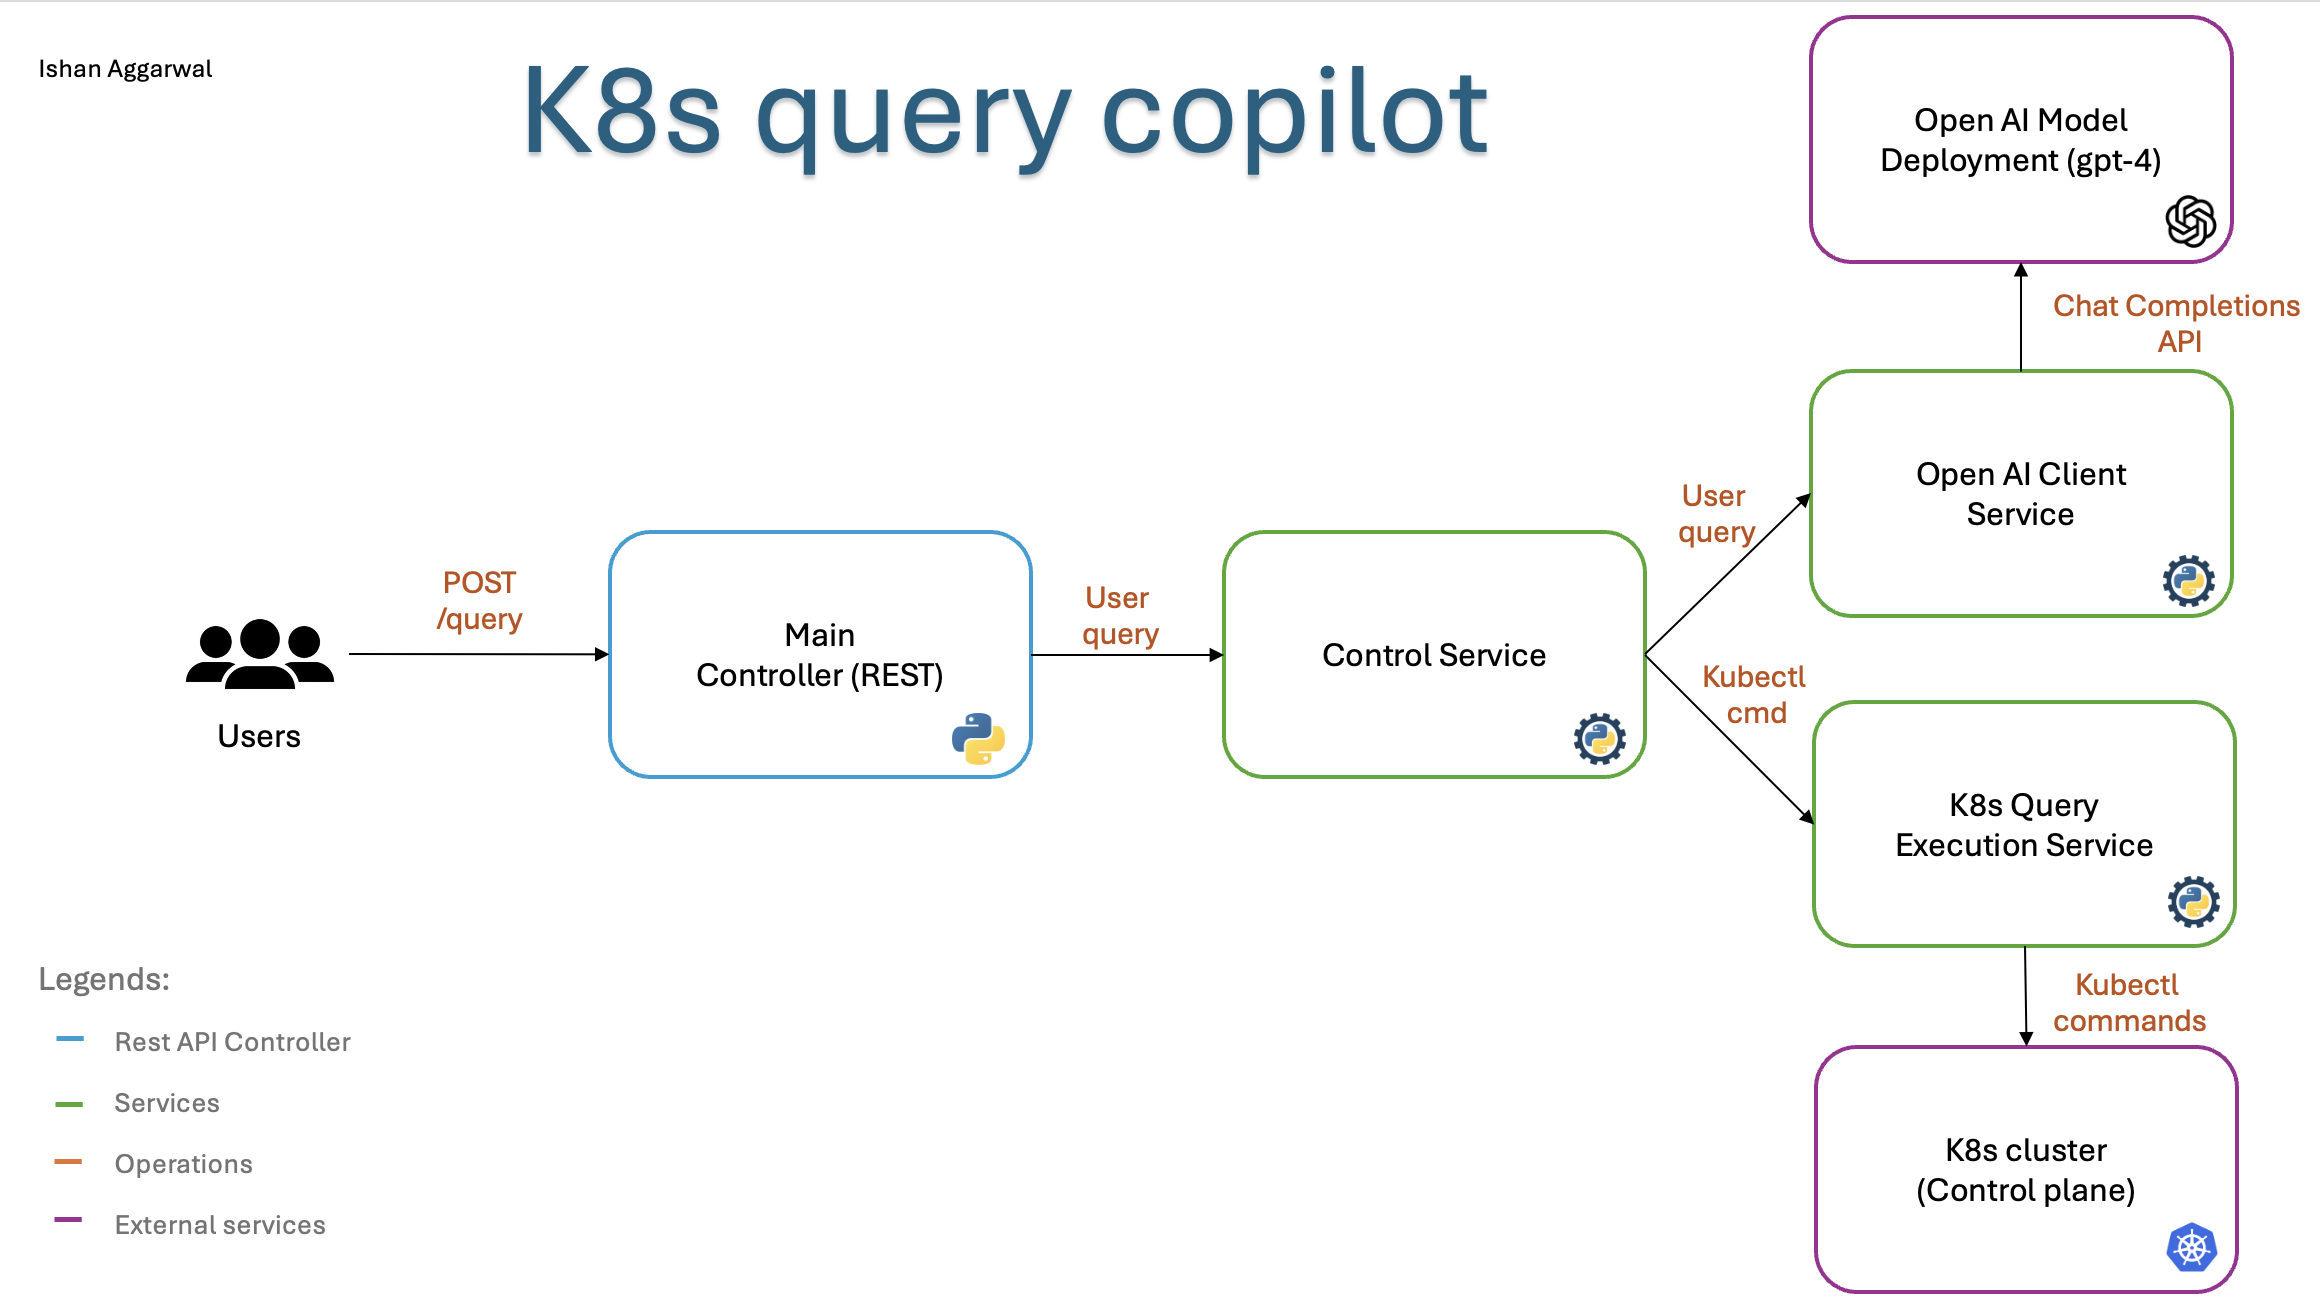 Ishan Aggarwal
K8s query copilot
Open AI Model
Deployment (gpt-4)
Chat Completions
API
Open AI Client
Service
User
query
POST
/query
Users
Main
Controller (REST)
User
query
Control Service
Kubectl
cmd
K8s Query
Execution Service
Kubectl
commands
K8s cluster
(Control plane)
Legends:
Rest API Controller
Services
Operations
External services